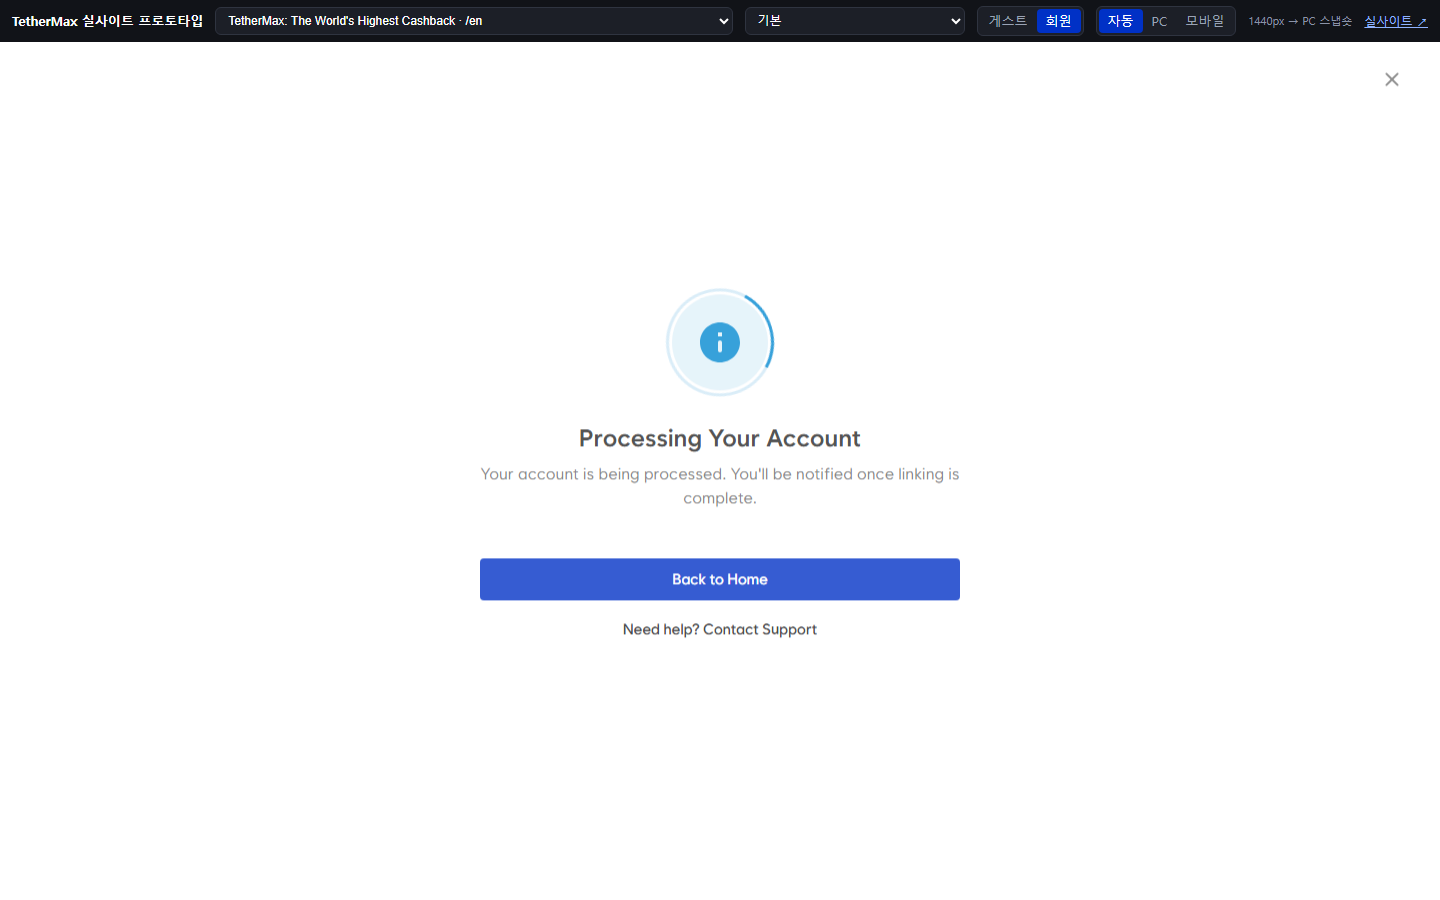 TetherMax 실사이트 프로토타입
TetherMax: The World's Highest Cashback · /en
기본
게스트 회원
자동 PC 모바일
1440px → PC 스냅숏
실사이트 ↗
Processing Your Account
Your account is being processed. You'll be notified once linking is
complete.
Back to Home
Need help? Contact Support